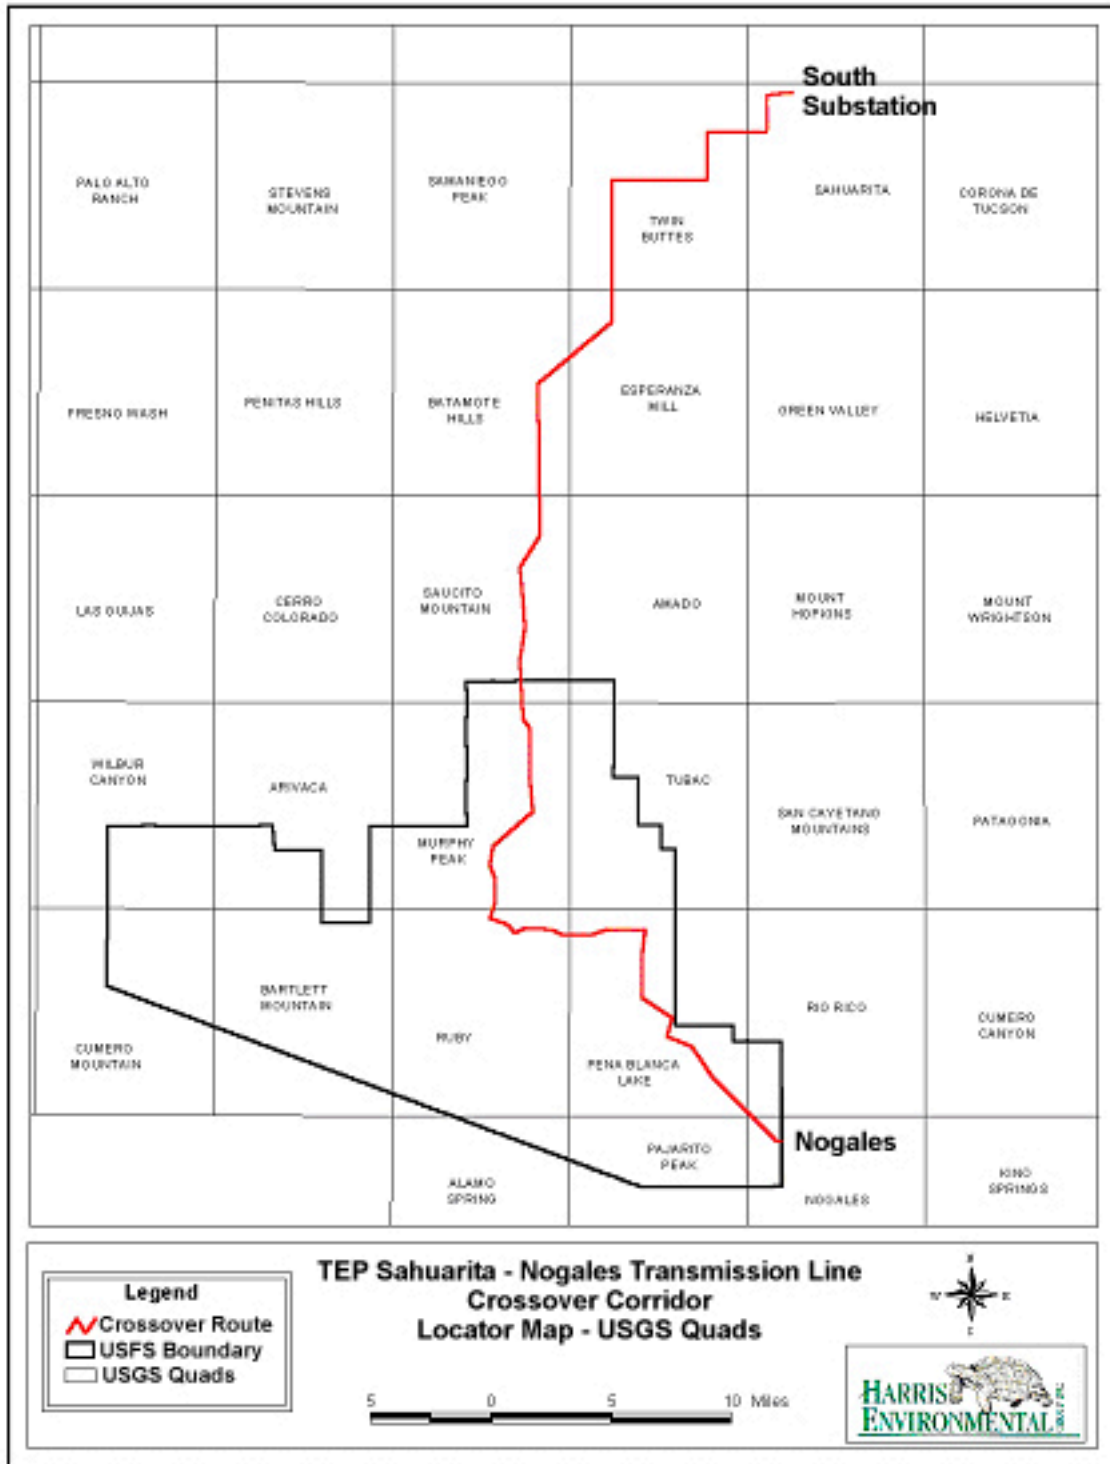 South
Substation
PALO ALTO
RANCH
STEVENS
MOUNTAIN
SAMANIEGO
PEAK
TWIN
BUTTES
SAHUARITA
CORONA DE
TUCSON
FRESNO WASH
PENITAS HILLS
BATAMOTE
HILLS
ESPERANZA
MILL
GREEN VALLEY
HELVETIA
LAS GUIJAS
CERRO
COLORADO
SAUCITO
MOUNTAIN
AMADO
MOUNT
HOPKINS
MOUNT
WRIGHTSON
WILBUR
CANYON
ARIVACA
MURPHY
PEAK
TUBAC
SAN CAYETANO
MOUNTAINS
PATAGONIA
CUMERO
MOUNTAIN
BARTLETT
MOUNTAIN
RUBY
PENA BLANCA
LAKE
RIO RICO
CUMERO
CANYON
Nogales
ALAMO
SPRING
PAJARITO
PEAK
NOGALES
KINO
SPRINGS
Legend
Crossover Route
USFS Boundary
USGS Quads
TEP Sahuarita - Nogales Transmission Line
Crossover Corridor
Locator Map - USGS Quads
5 0 5 10 Miles
N
W E
S
HARRIS
ENVIRONMENTAL